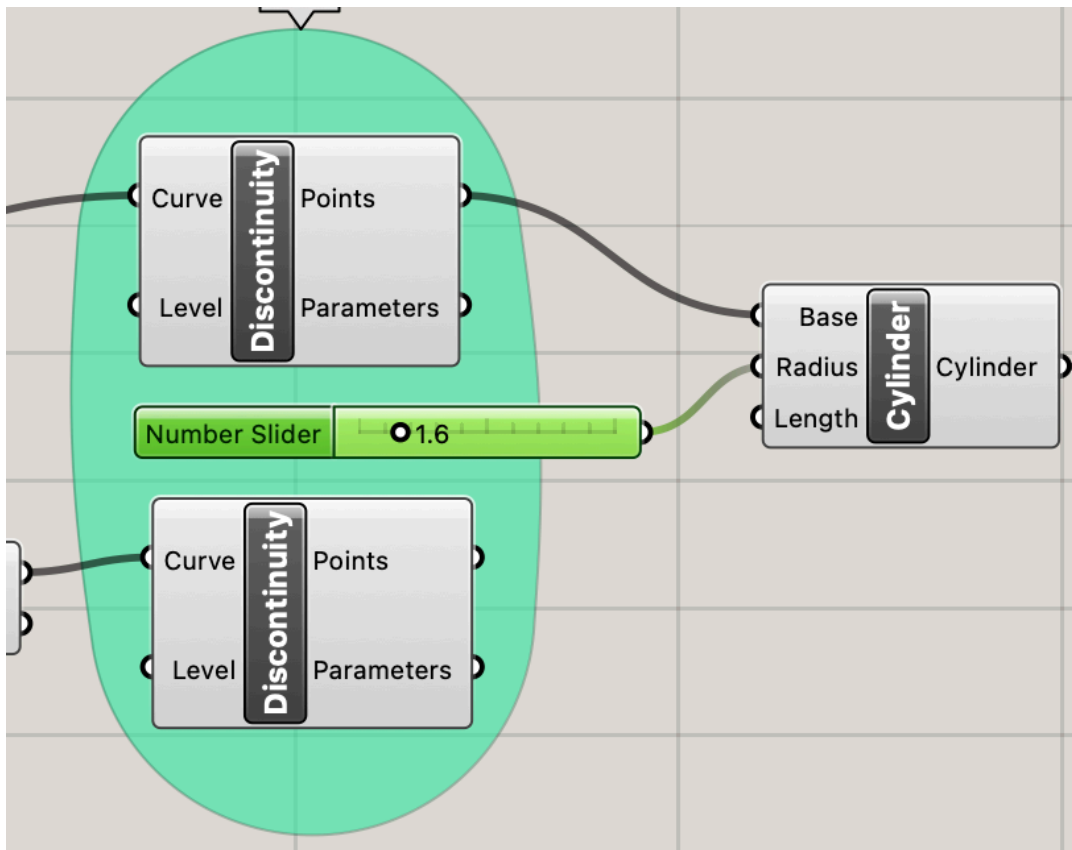 Curve
Discontinuity
Points
Level
Parameters
Base
Radius
Length
Cylinder
Cylinder
Number Slider
1.6
Curve
Discontinuity
Points
Level
Parameters